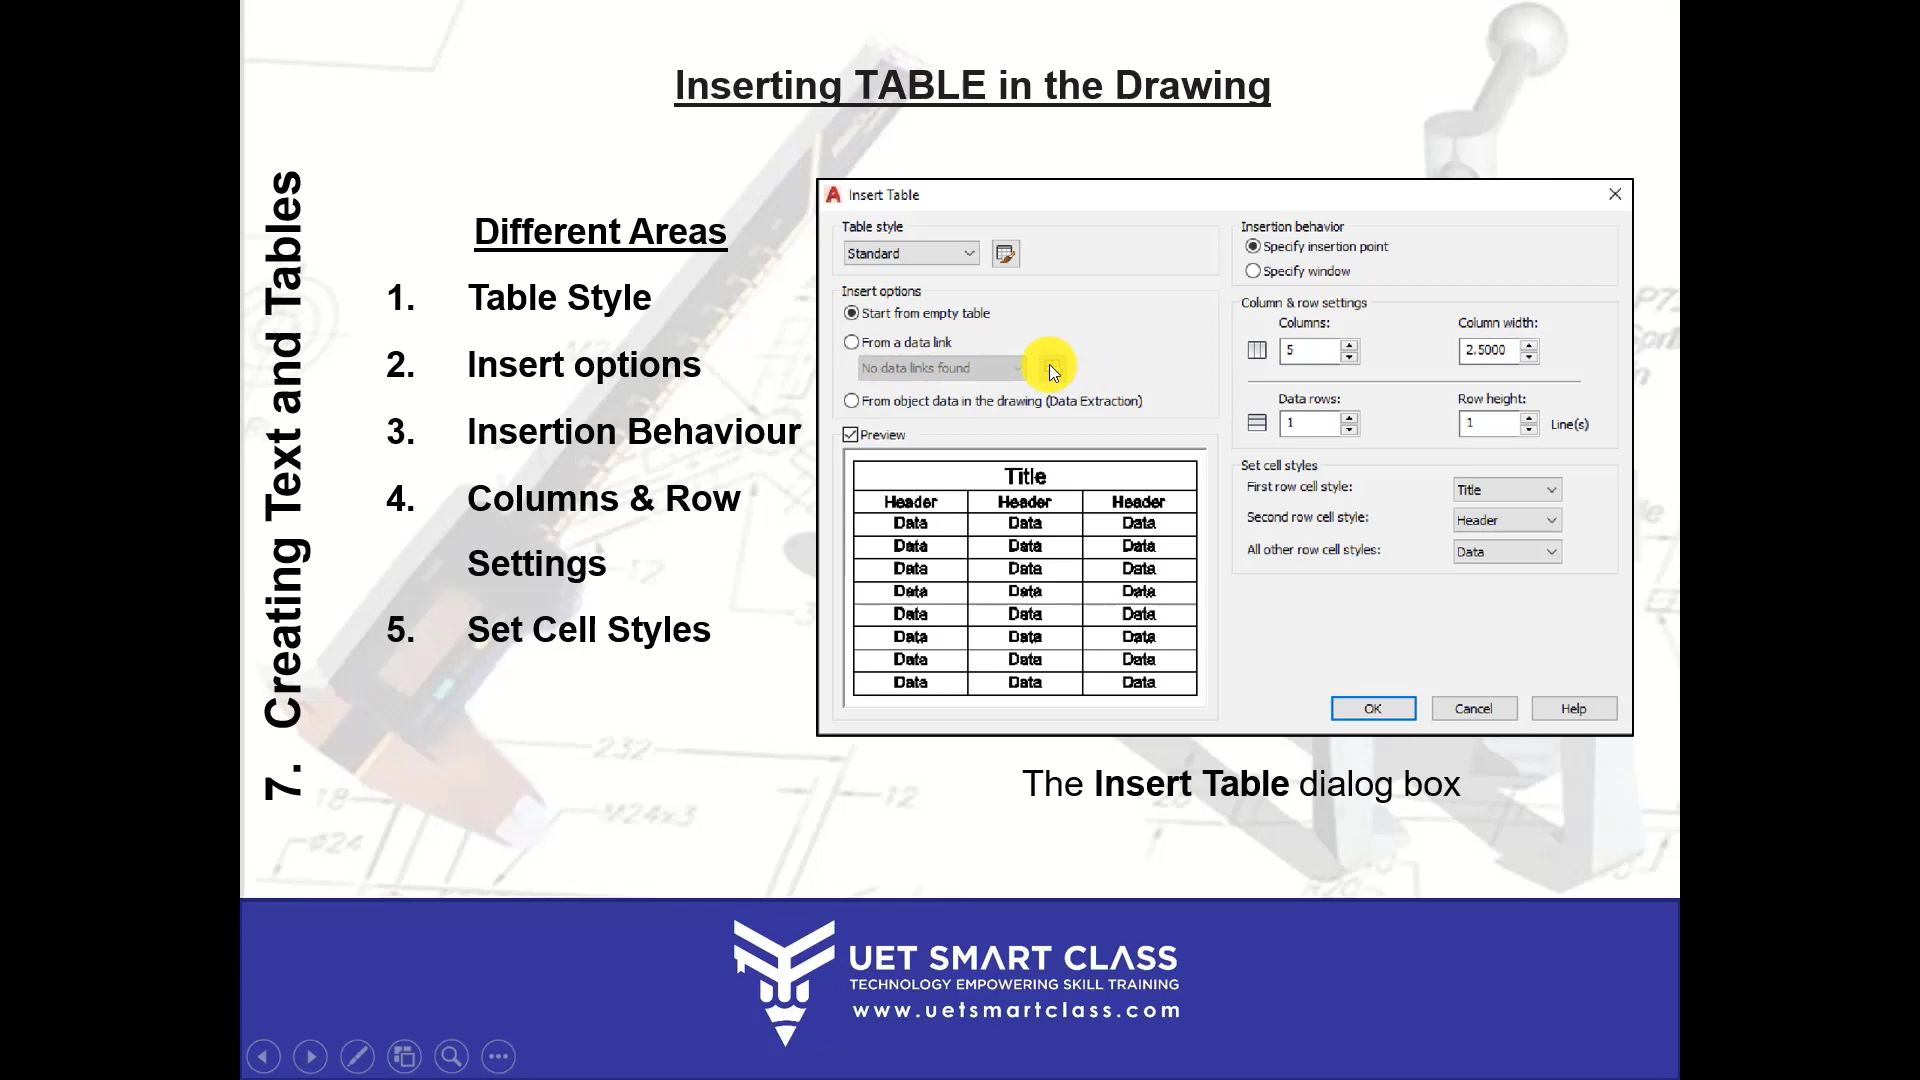 Inserting TABLE in the Drawing
7. Creating Text and Tables
Different Areas
1. Table Style
2. Insert options
3. Insertion Behaviour
4. Columns & Row
Settings
5. Set Cell Styles
Insert Table
Table style
Standard
Insert options
Start from empty table
From a data link
No data links found
From object data in the drawing (Data Extraction)
Preview
Title
Header Header Header
Data Data Data
Data Data Data
Data Data Data
Data Data Data
Data Data Data
Data Data Data
Data Data Data
Data Data Data
Insertion behavior
Specify insertion point
Specify window
Column & row settings
Columns: Column width:
5 2.5000
Data rows: Row height:
1 1 Line(s)
Set cell styles
First row cell style: Title
Second row cell style: Header
All other row cell styles: Data
OK Cancel Help
The Insert Table dialog box
232
18
12
M24x3
ø24
UET SMART CLASS
TECHNOLOGY EMPOWERING SKILL TRAINING
www.uetsmartclass.com